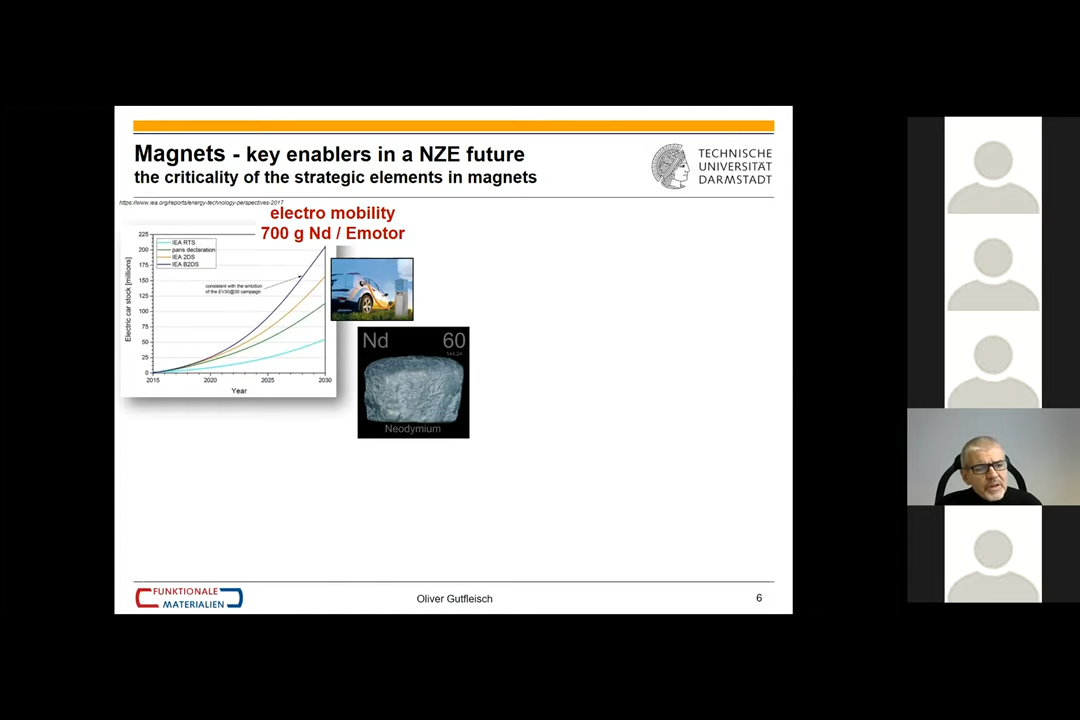 Magnets - key enablers in a NZE future
the criticality of the strategic elements in magnets
TECHNISCHE
UNIVERSITÄT
DARMSTADT
https://www.iea.org/reports/energy-technology-perspectives-2017
electro mobility
700 g Nd / Emotor
225
200
175
150
125
100
75
50
25
0
Electric car stock [millions]
IEA RTS
paris declaration
IEA 2DS
IEA B2DS
consistent with the ambition
of the EV30@30 campaign
2015
2020
2025
2030
Year
Nd
60
144.24
Neodymium
FUNKTIONALE
MATERIALIEN
Oliver Gutfleisch
6